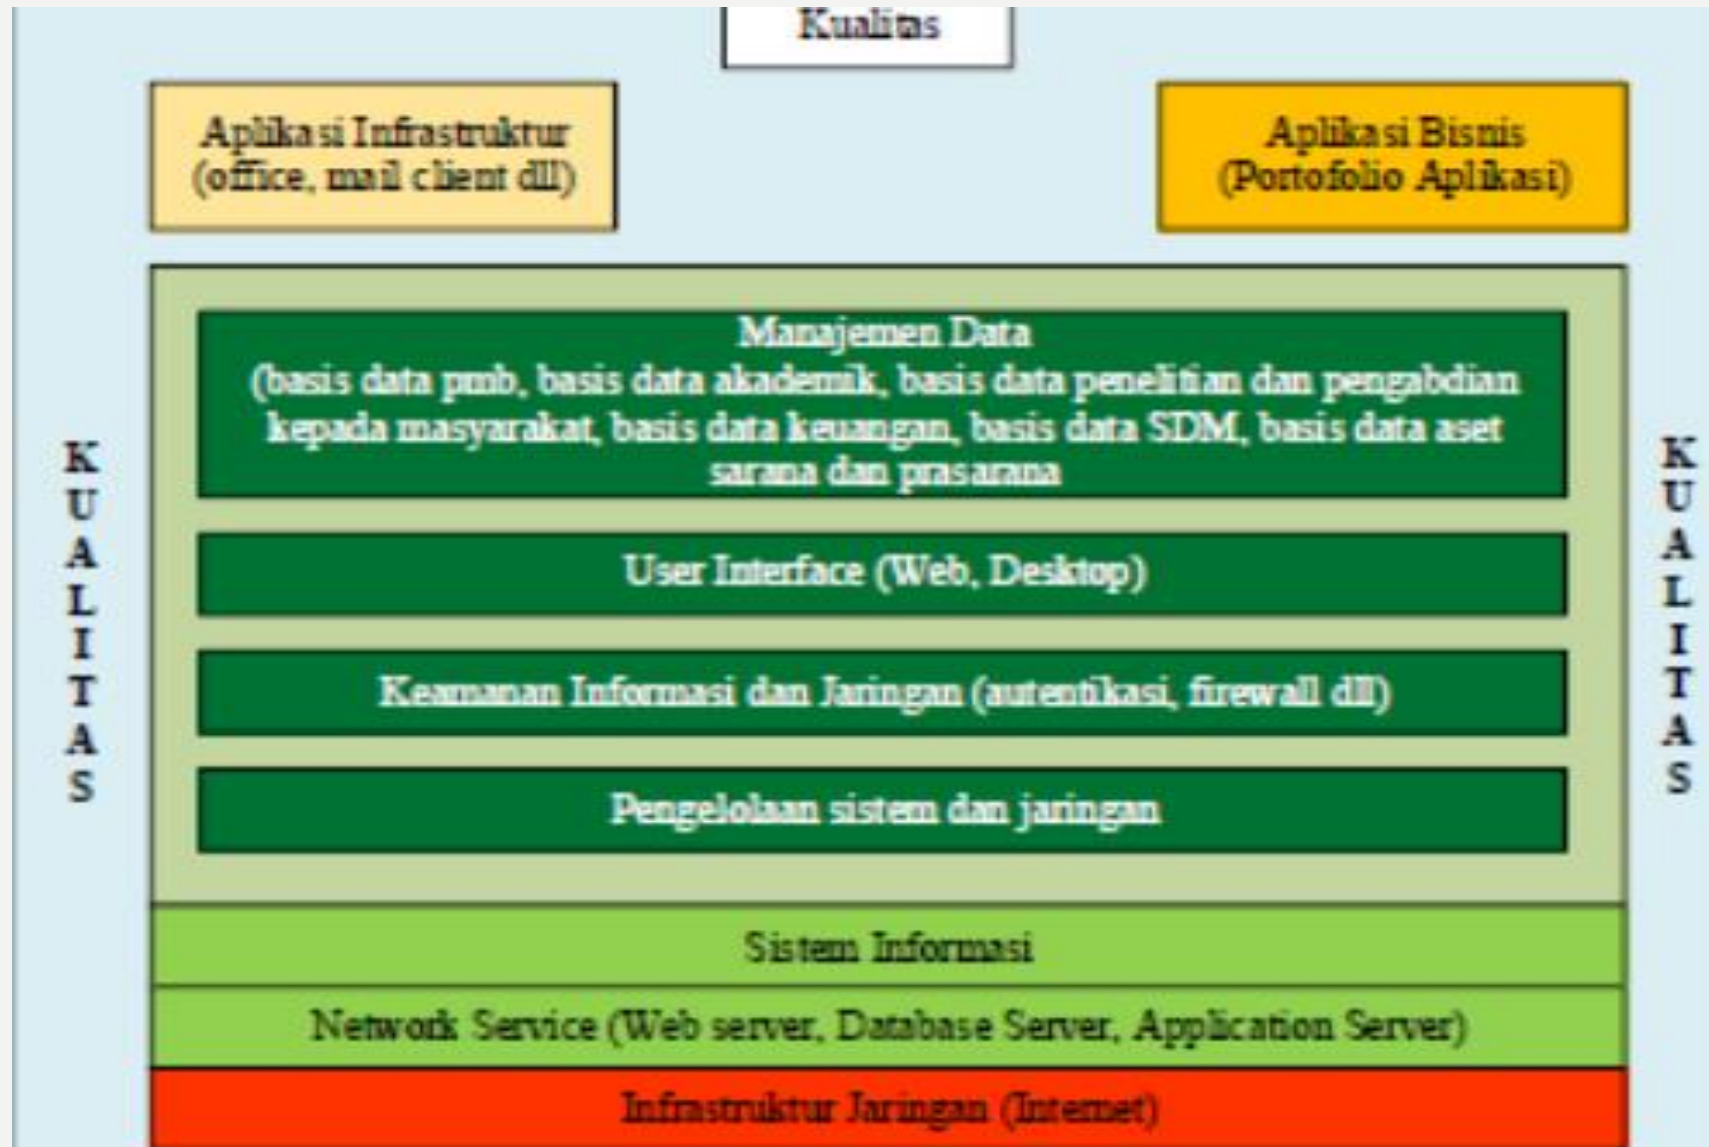 Kualitas
Aplikasi Infrastruktur
(office, mail client dll)
Aplikasi Bisnis
(Portofolio Aplikasi)
Manajemen Data
(basis data pmb, basis data akademik, basis data penelitian dan pengabdian
kepada masyarakat, basis data keuangan, basis data SDM, basis data aset
sarana dan prasarana
User Interface (Web, Desktop)
Keamanan Informasi dan Jaringan (autentikasi, firewall dll)
Pengelolaan sistem dan jaringan
KUALITAS
KUALITAS
Sistem Informasi
Network Service (Web server, Database Server, Application Server)
Infrastruktur Jaringan (Internet)